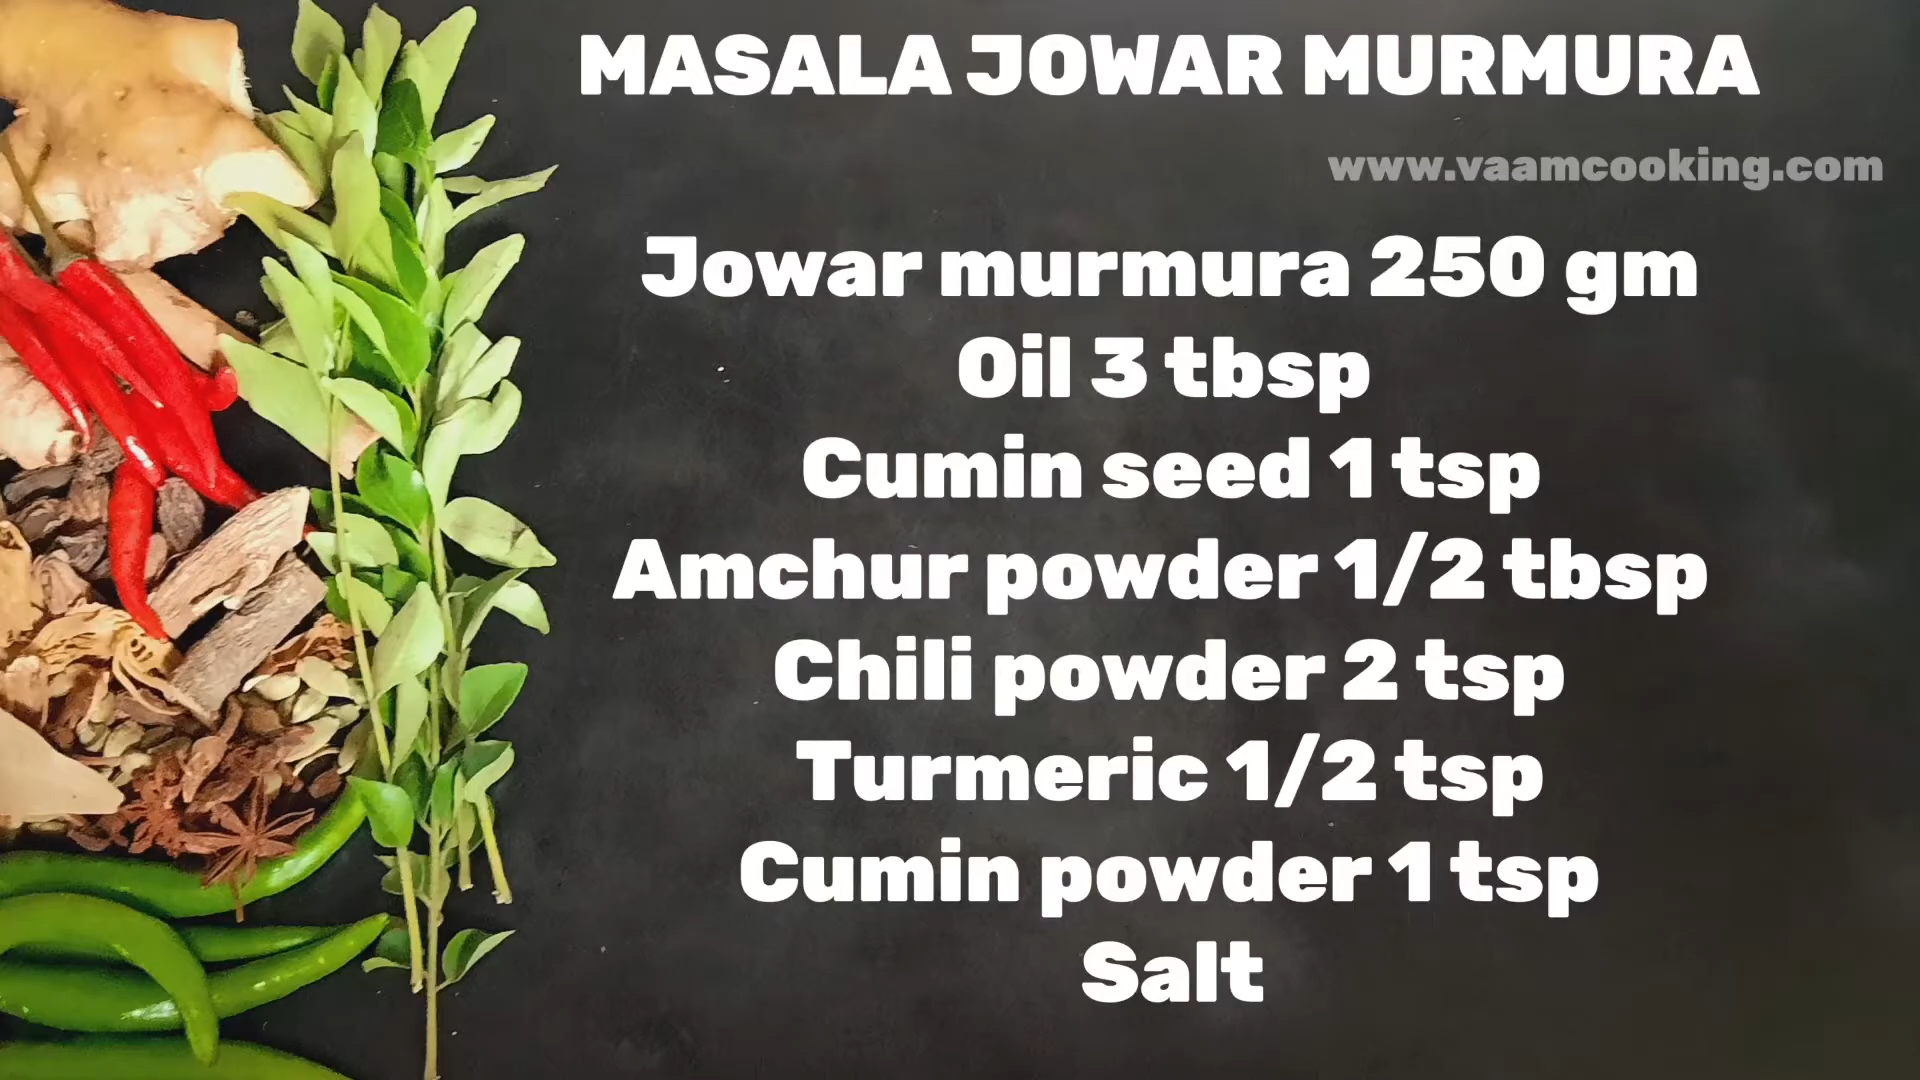 MASALA JOWAR MURMURA
www.vaamcooking.com
Jowar murmura 250 gm
Oil 3 tbsp
Cumin seed 1 tsp
Amchur powder 1/2 tbsp
Chili powder 2 tsp
Turmeric 1/2 tsp
Cumin powder 1 tsp
Salt